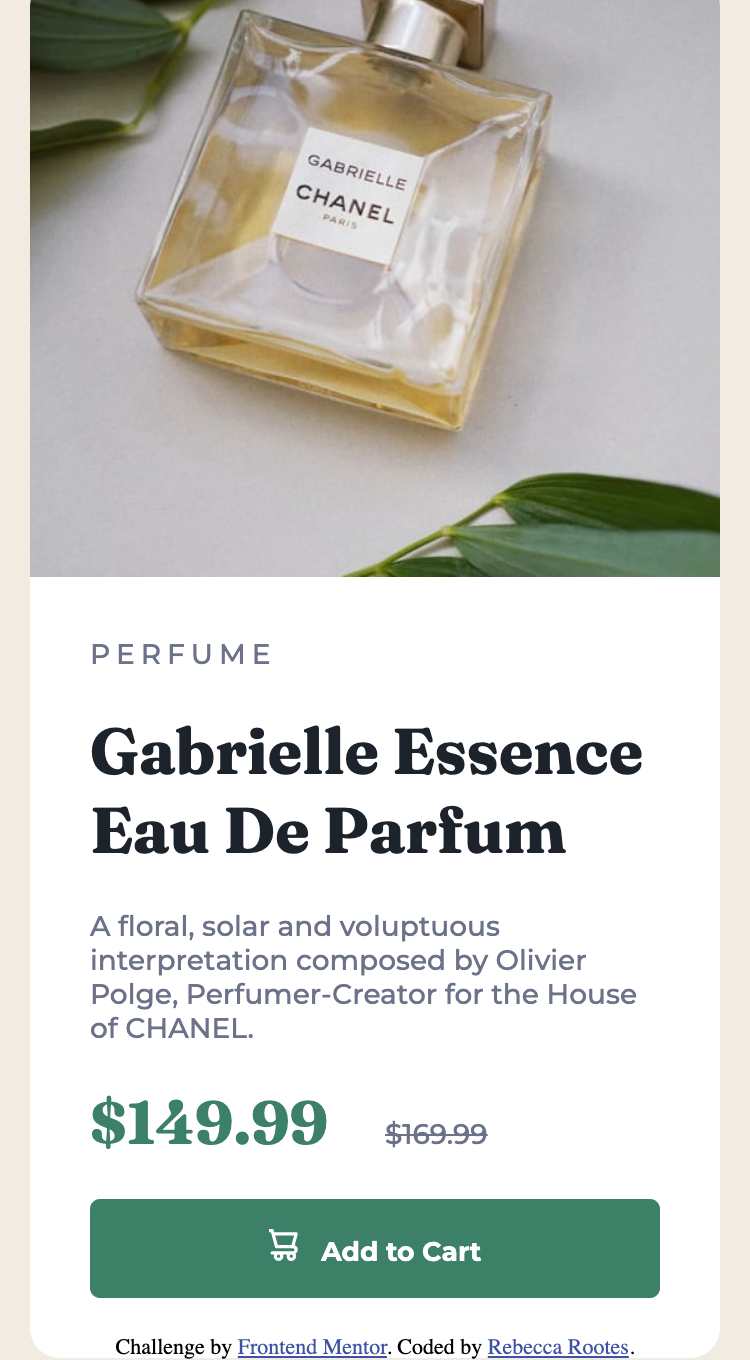 GABRIELLE
CHANEL
PARIS
PERFUME
Gabrielle Essence
Eau De Parfum
A floral, solar and voluptuous
interpretation composed by Olivier
Polge, Perfumer-Creator for the House
of CHANEL.
$149.99 $169.99
Add to Cart
Challenge by Frontend Mentor. Coded by Rebecca Rootes.